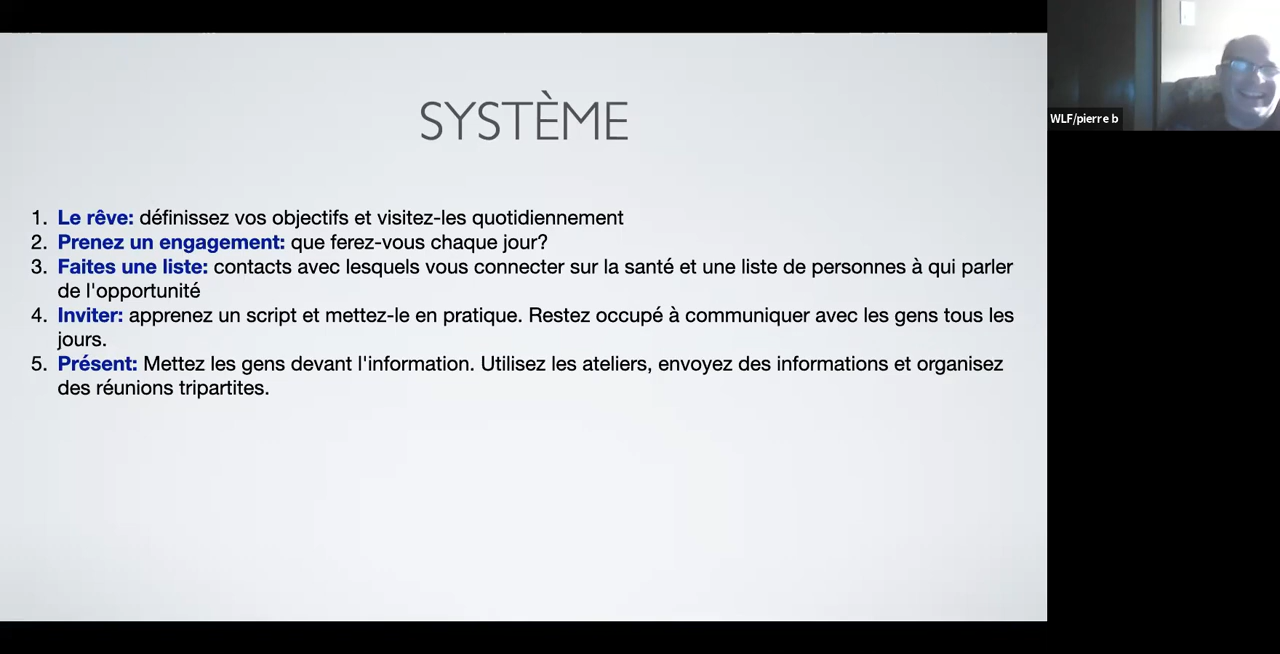 SYSTÈME
1. Le rêve: définissez vos objectifs et visitez-les quotidiennement
2. Prenez un engagement: que ferez-vous chaque jour?
3. Faites une liste: contacts avec lesquels vous connecter sur la santé et une liste de personnes à qui parler
de l'opportunité
4. Inviter: apprenez un script et mettez-le en pratique. Restez occupé à communiquer avec les gens tous les
jours.
5. Présent: Mettez les gens devant l'information. Utilisez les ateliers, envoyez des informations et organisez
des réunions tripartites.
WLF/pierre b